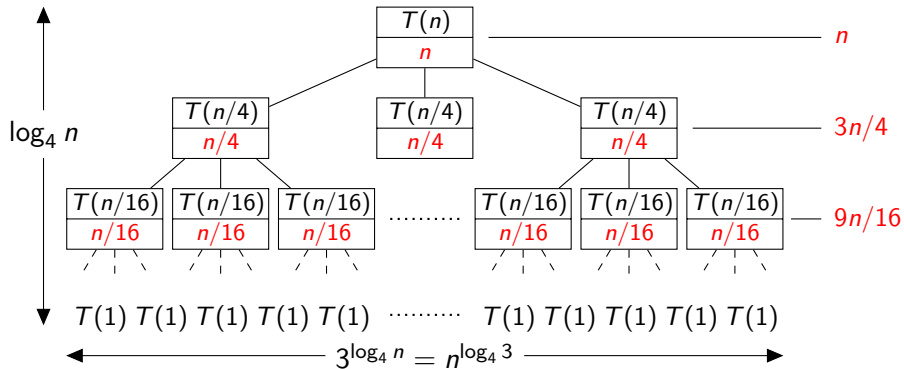 T(n)
n n
T(n/4) T(n/4) T(n/4)
log₄ n 3n/4
n/4 n/4 n/4
T(n/16) T(n/16) T(n/16) ·········· T(n/16) T(n/16) T(n/16)
n/16 n/16 n/16 n/16 n/16 n/16 9n/16
T(1) T(1) T(1) T(1) T(1) ·········· T(1) T(1) T(1) T(1) T(1)
3^{log₄ n} = n^{log₄ 3}